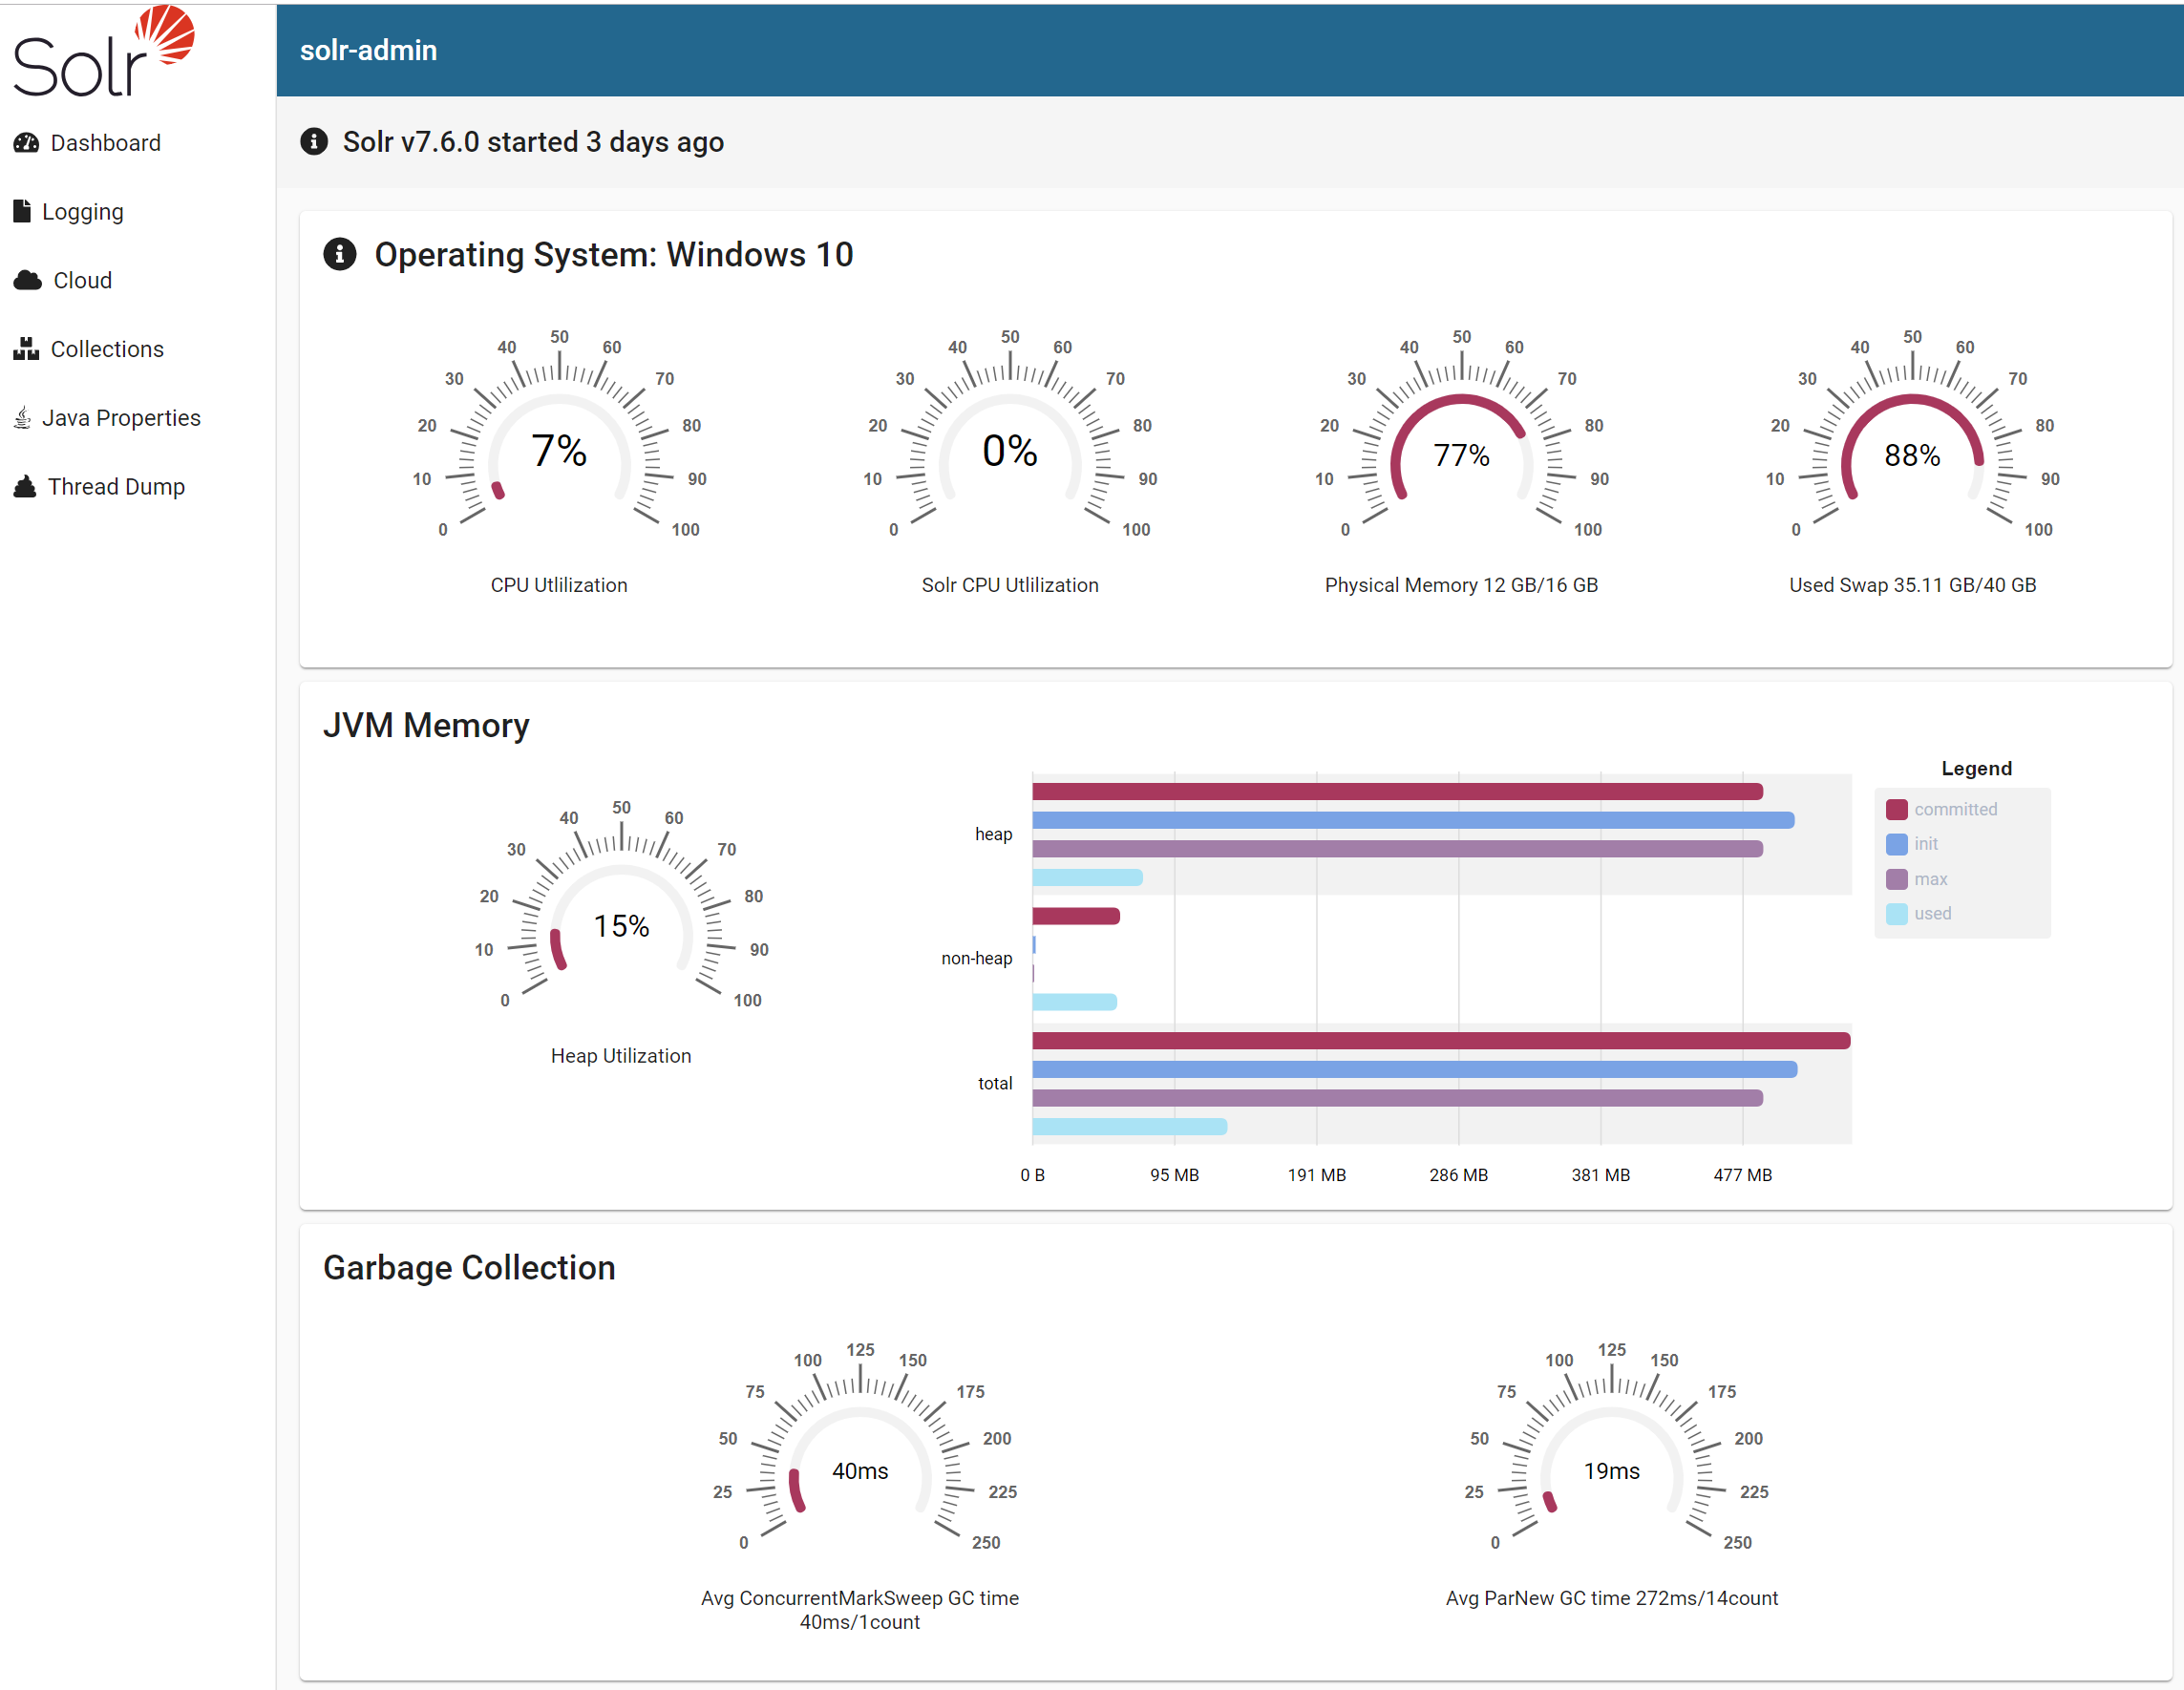 Solr
solr-admin
Dashboard
Logging
Cloud
Collections
Java Properties
Thread Dump
Solr v7.6.0 started 3 days ago
Operating System: Windows 10
0 10 20 30 40 50 60 70 80 90 100
7%
CPU Utlilization
0 10 20 30 40 50 60 70 80 90 100
0%
Solr CPU Utlilization
0 10 20 30 40 50 60 70 80 90 100
77%
Physical Memory 12 GB/16 GB
0 10 20 30 40 50 60 70 80 90 100
88%
Used Swap 35.11 GB/40 GB
JVM Memory
0 10 20 30 40 50 60 70 80 90 100
15%
Heap Utilization
heap
non-heap
total
0 B 95 MB 191 MB 286 MB 381 MB 477 MB
Legend
committed
init
max
used
Garbage Collection
0 25 50 75 100 125 150 175 200 225 250
40ms
Avg ConcurrentMarkSweep GC time
40ms/1count
0 25 50 75 100 125 150 175 200 225 250
19ms
Avg ParNew GC time 272ms/14count